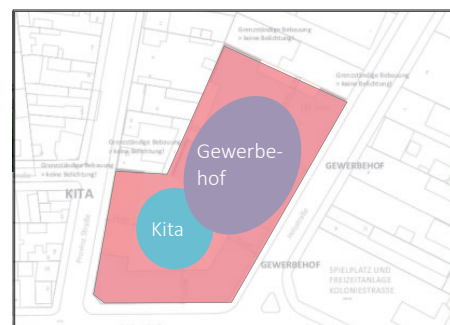 Grenzständige Bebauung
> keine Belichtung!
Grenzständige Bebauung
> keine Belichtung!
Grenzständige Bebauung
> keine Belichtung!
Grenzständige Bebauung
> keine Belichtung!
Gewerbe-
hof
GEWERBEHOF
KITA
Kita
GEWERBEHOF
SPIELPLATZ UND
FREIZEITANLAGE
KOLONIESTRASSE